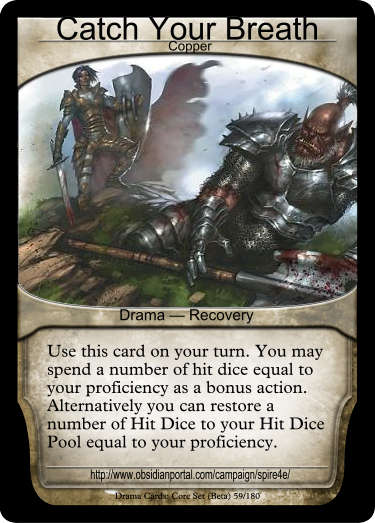 Catch Your Breath
Copper
Drama — Recovery
Use this card on your turn. You may
spend a number of hit dice equal to
your proficiency as a bonus action.
Alternatively you can restore a
number of Hit Dice to your Hit Dice
Pool equal to your proficiency.
http://www.obsidianportal.com/campaign/spire4e/
Drama Cards: Core Set (Beta) 59/180